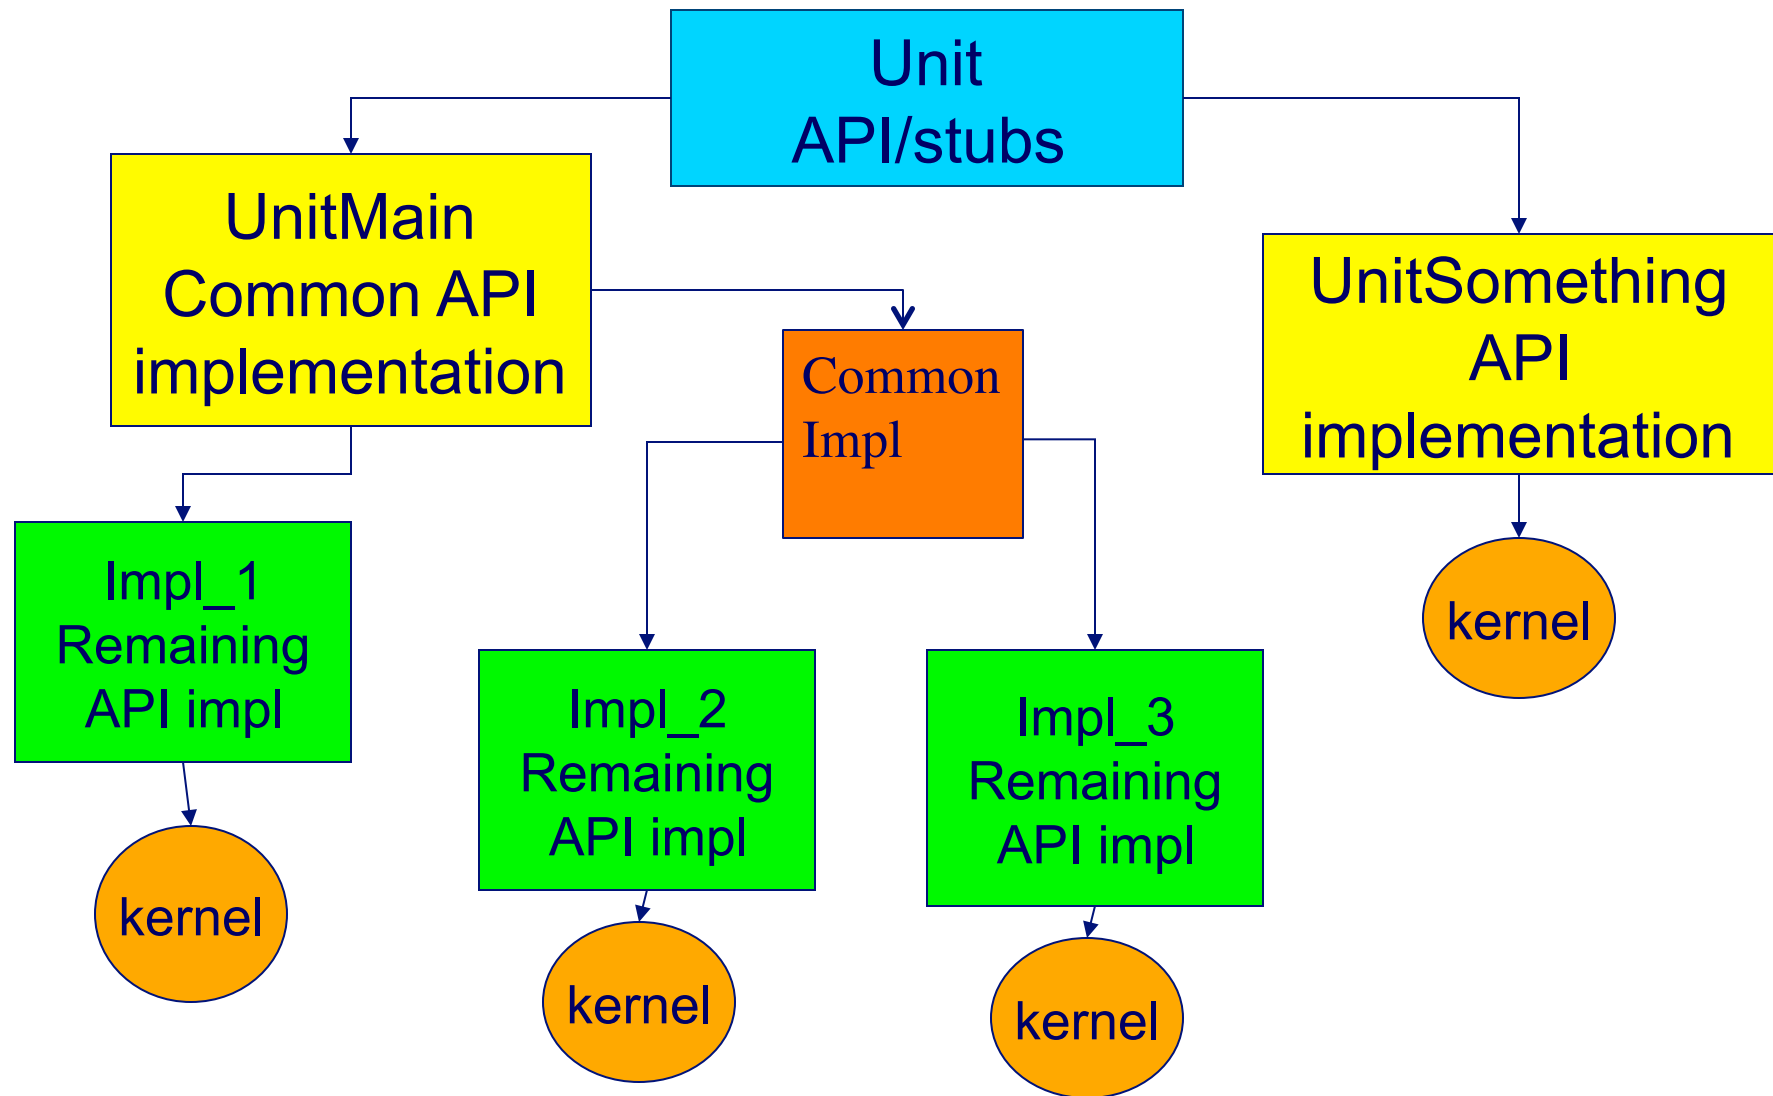 Unit
API/stubs
UnitMain
Common API
implementation
UnitSomething
API
implementation
Common
Impl
Impl_1
Remaining
API impl
Impl_2
Remaining
API impl
Impl_3
Remaining
API impl
kernel
kernel
kernel
kernel